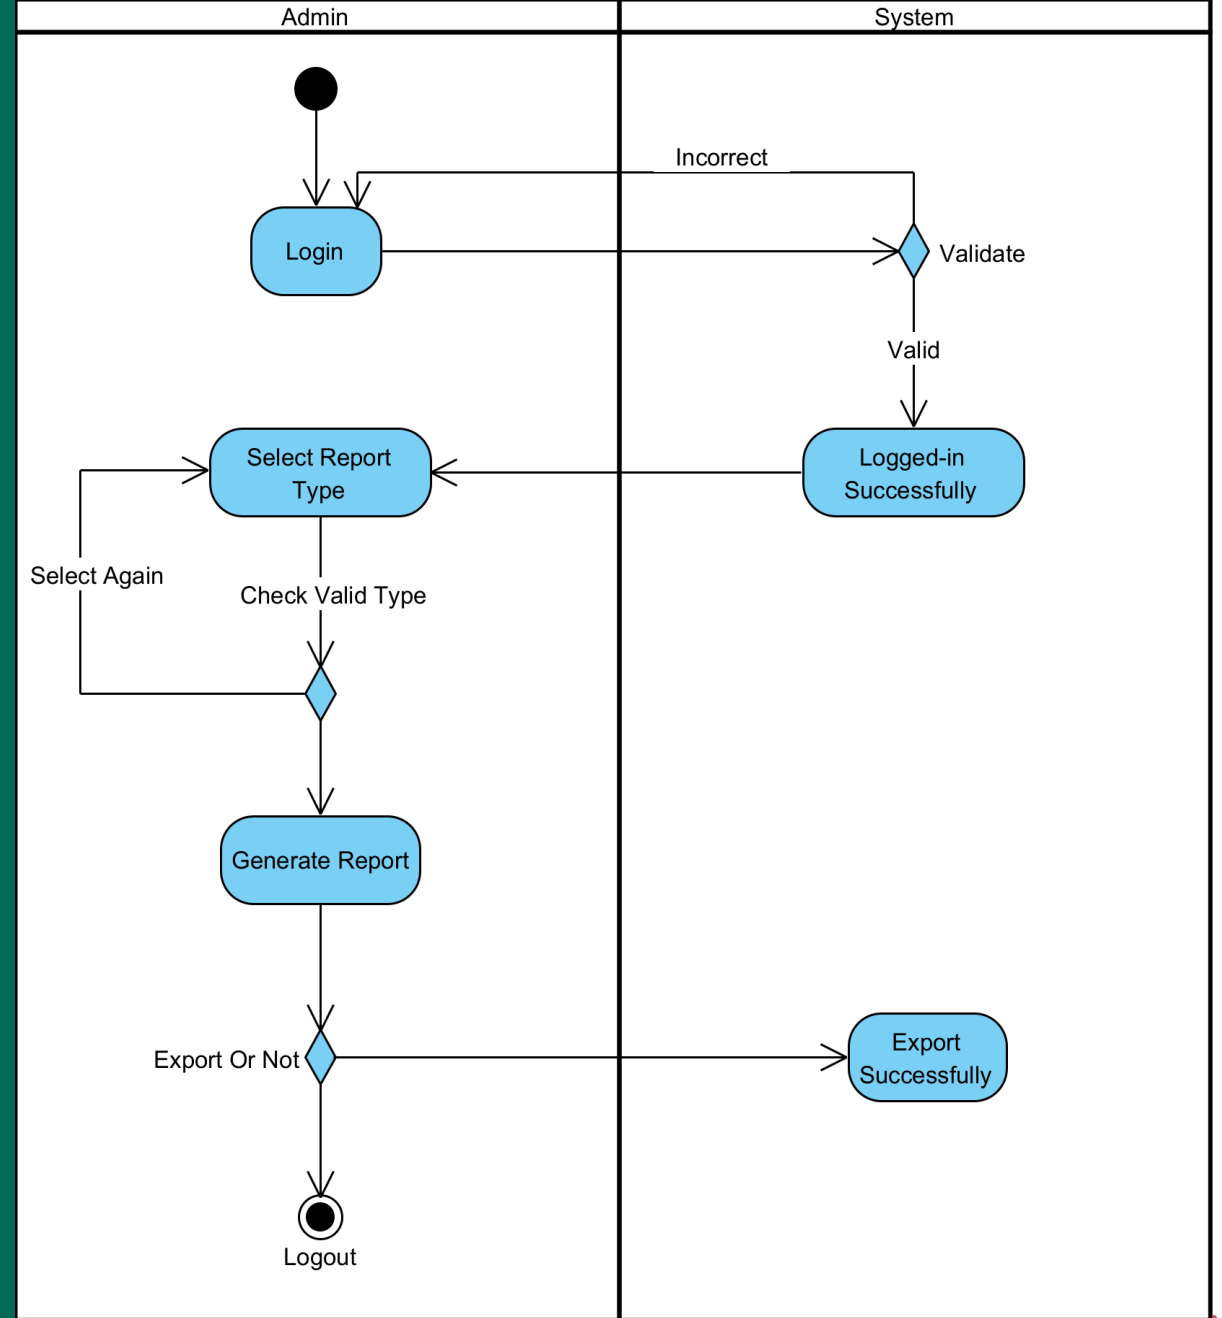 Admin
System
Incorrect
Login
Validate
Valid
Select Report
Type
Logged-in
Successfully
Select Again
Check Valid Type
Generate Report
Export Or Not
Export
Successfully
Logout